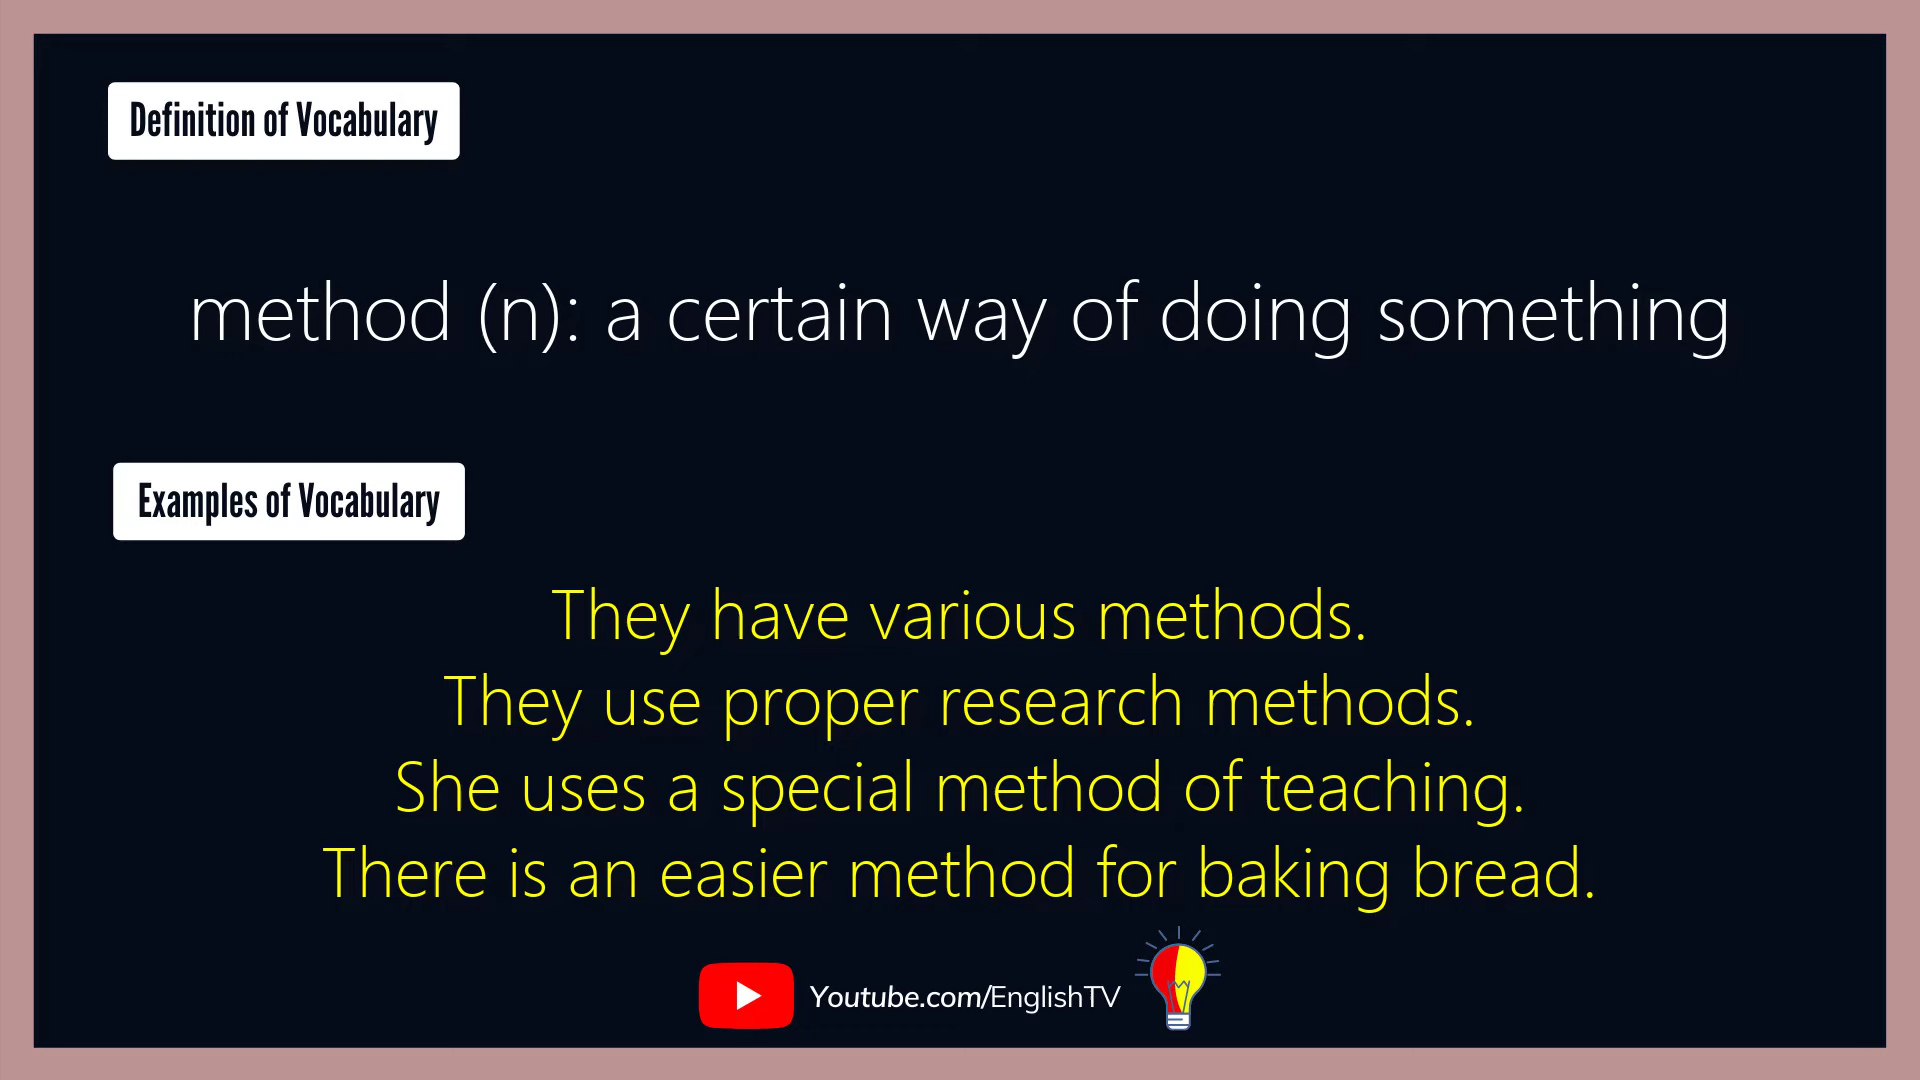 Definition of Vocabulary
method (n): a certain way of doing something
Examples of Vocabulary
They have various methods.
They use proper research methods.
She uses a special method of teaching.
There is an easier method for baking bread.
Youtube.com/EnglishTV